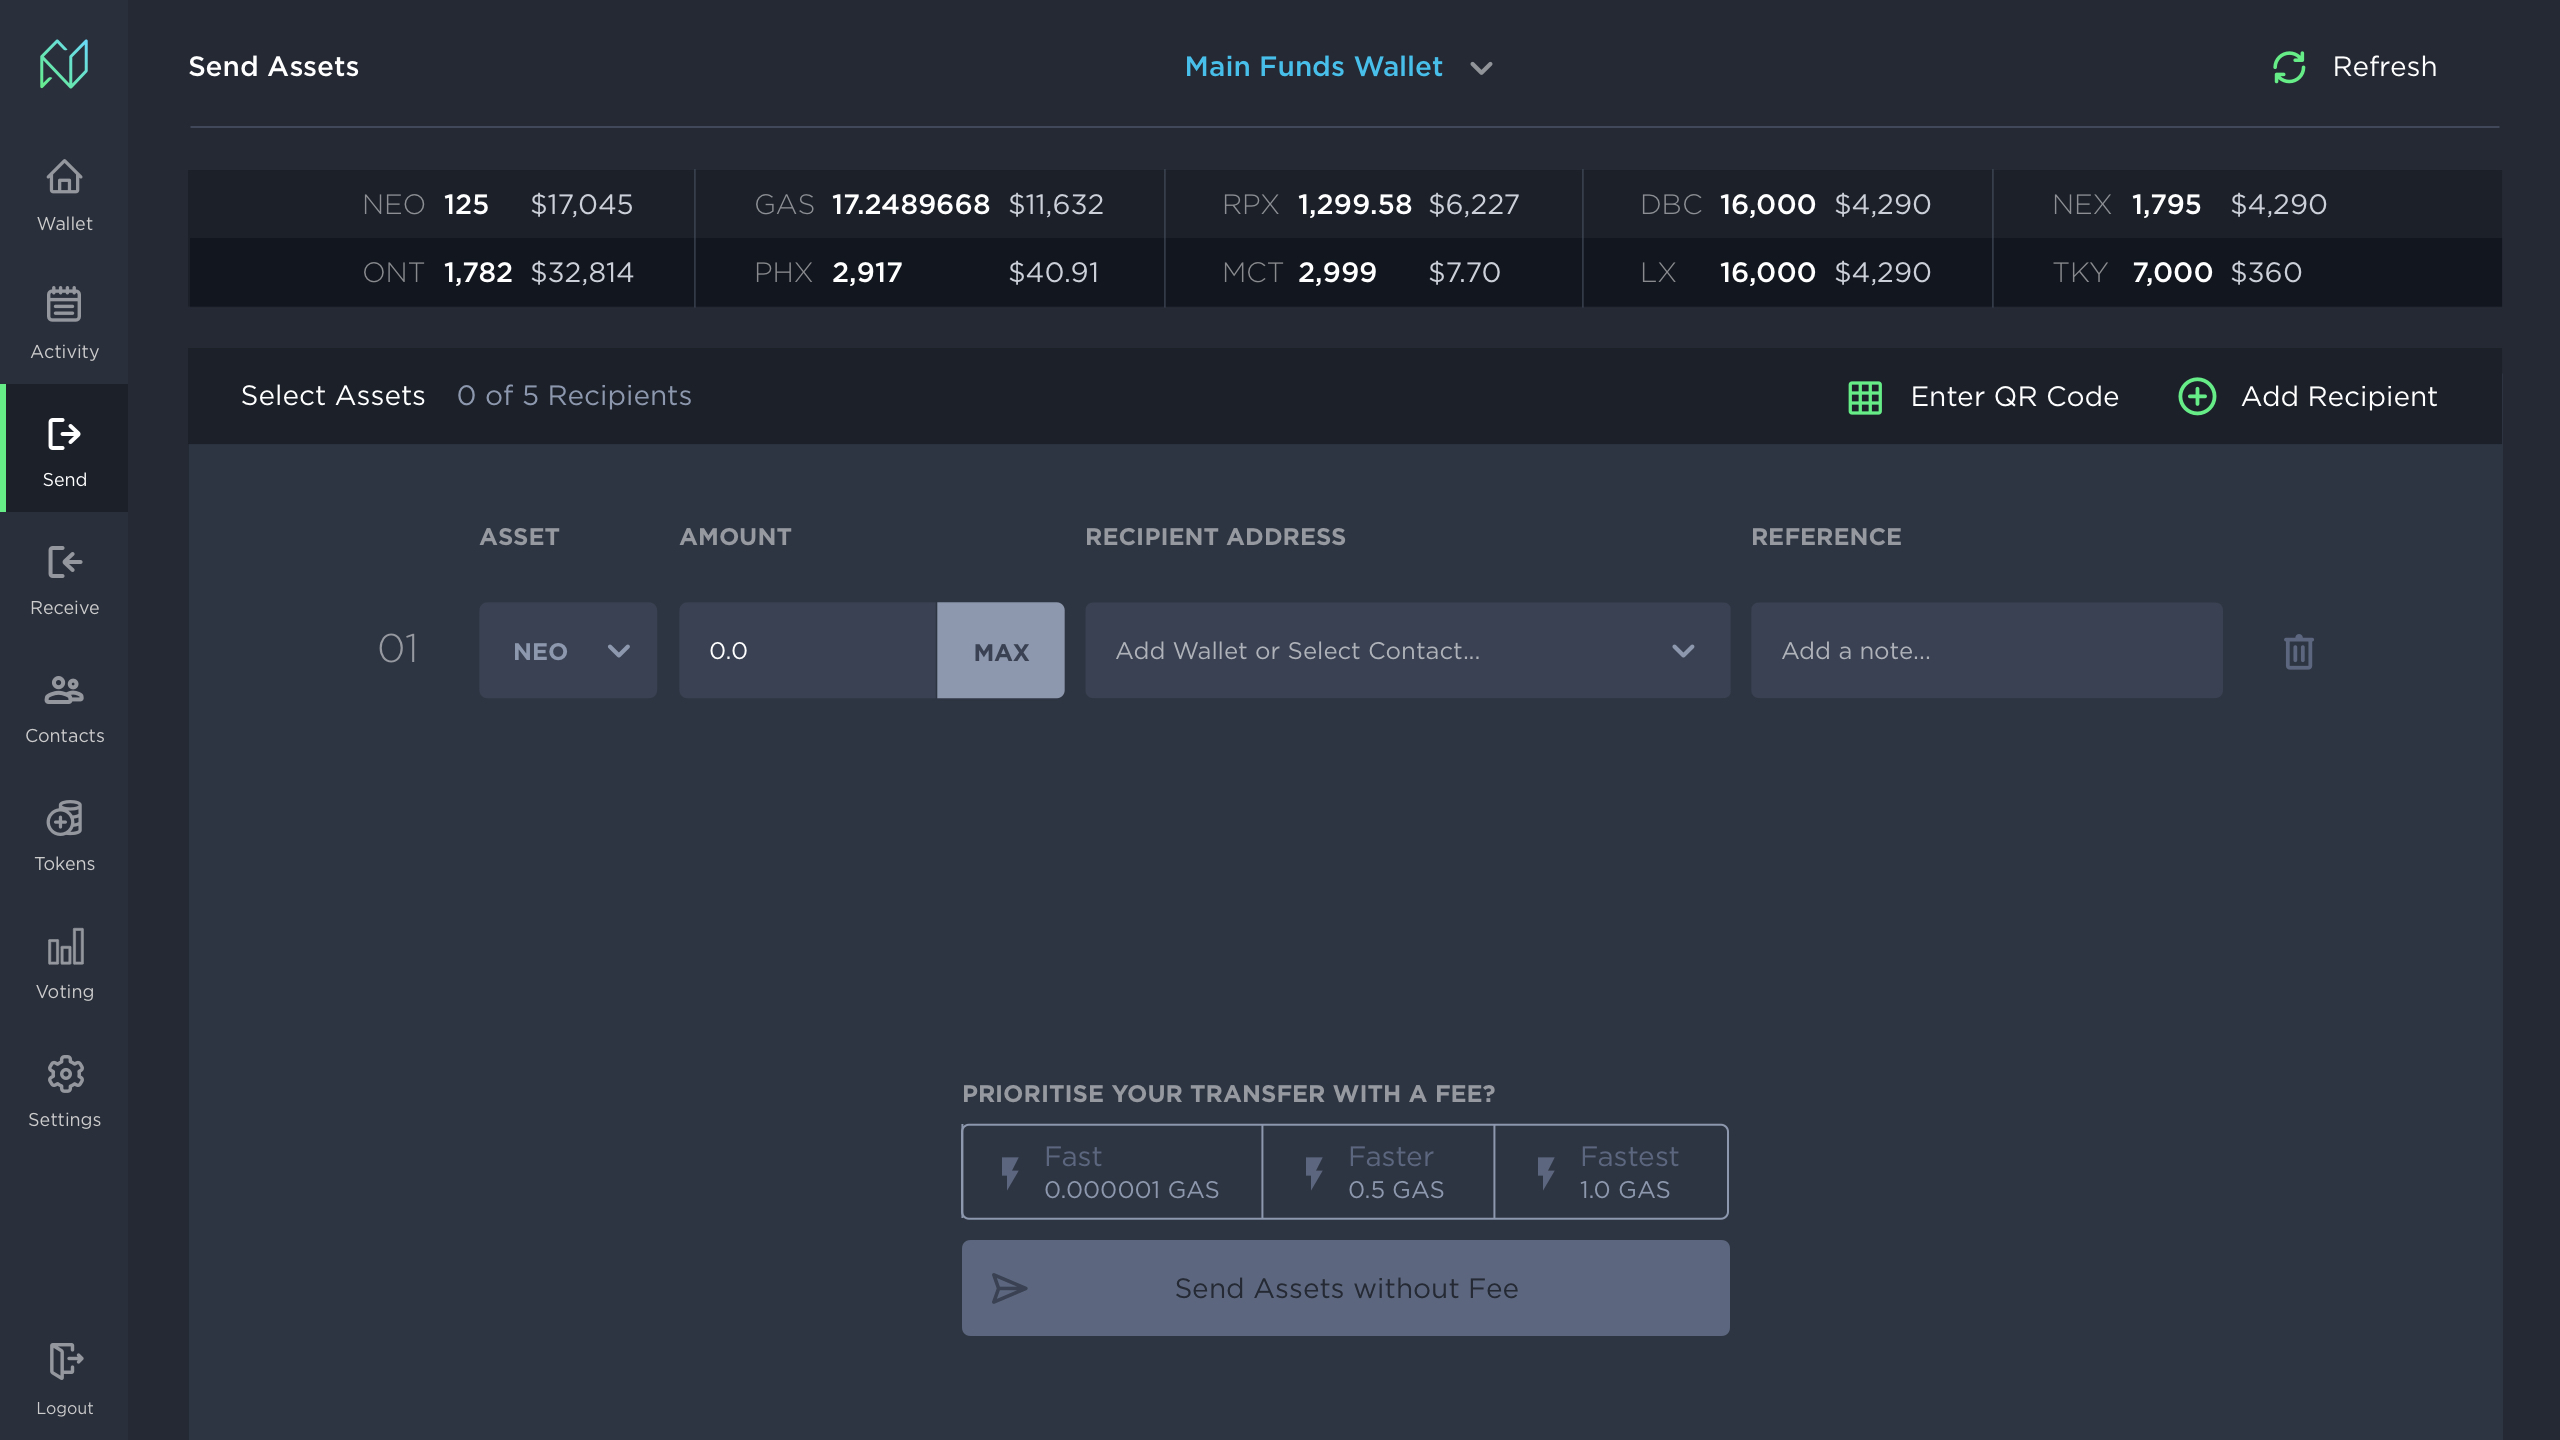 Send Assets
Main Funds Wallet
Refresh
NEO 125 $17,045
GAS 17.2489668 $11,632
RPX 1,299.58 $6,227
DBC 16,000 $4,290
NEX 1,795 $4,290
ONT 1,782 $32,814
PHX 2,917 $40.91
MCT 2,999 $7.70
LX 16,000 $4,290
TKY 7,000 $360
Wallet
Activity
Send
Receive
Contacts
Tokens
Voting
Settings
Logout
Select Assets 0 of 5 Recipients
Enter QR Code
Add Recipient
ASSET AMOUNT RECIPIENT ADDRESS REFERENCE
01 NEO 0.0 MAX Add Wallet or Select Contact... Add a note...
PRIORITISE YOUR TRANSFER WITH A FEE?
Fast
0.000001 GAS
Faster
0.5 GAS
Fastest
1.0 GAS
Send Assets without Fee